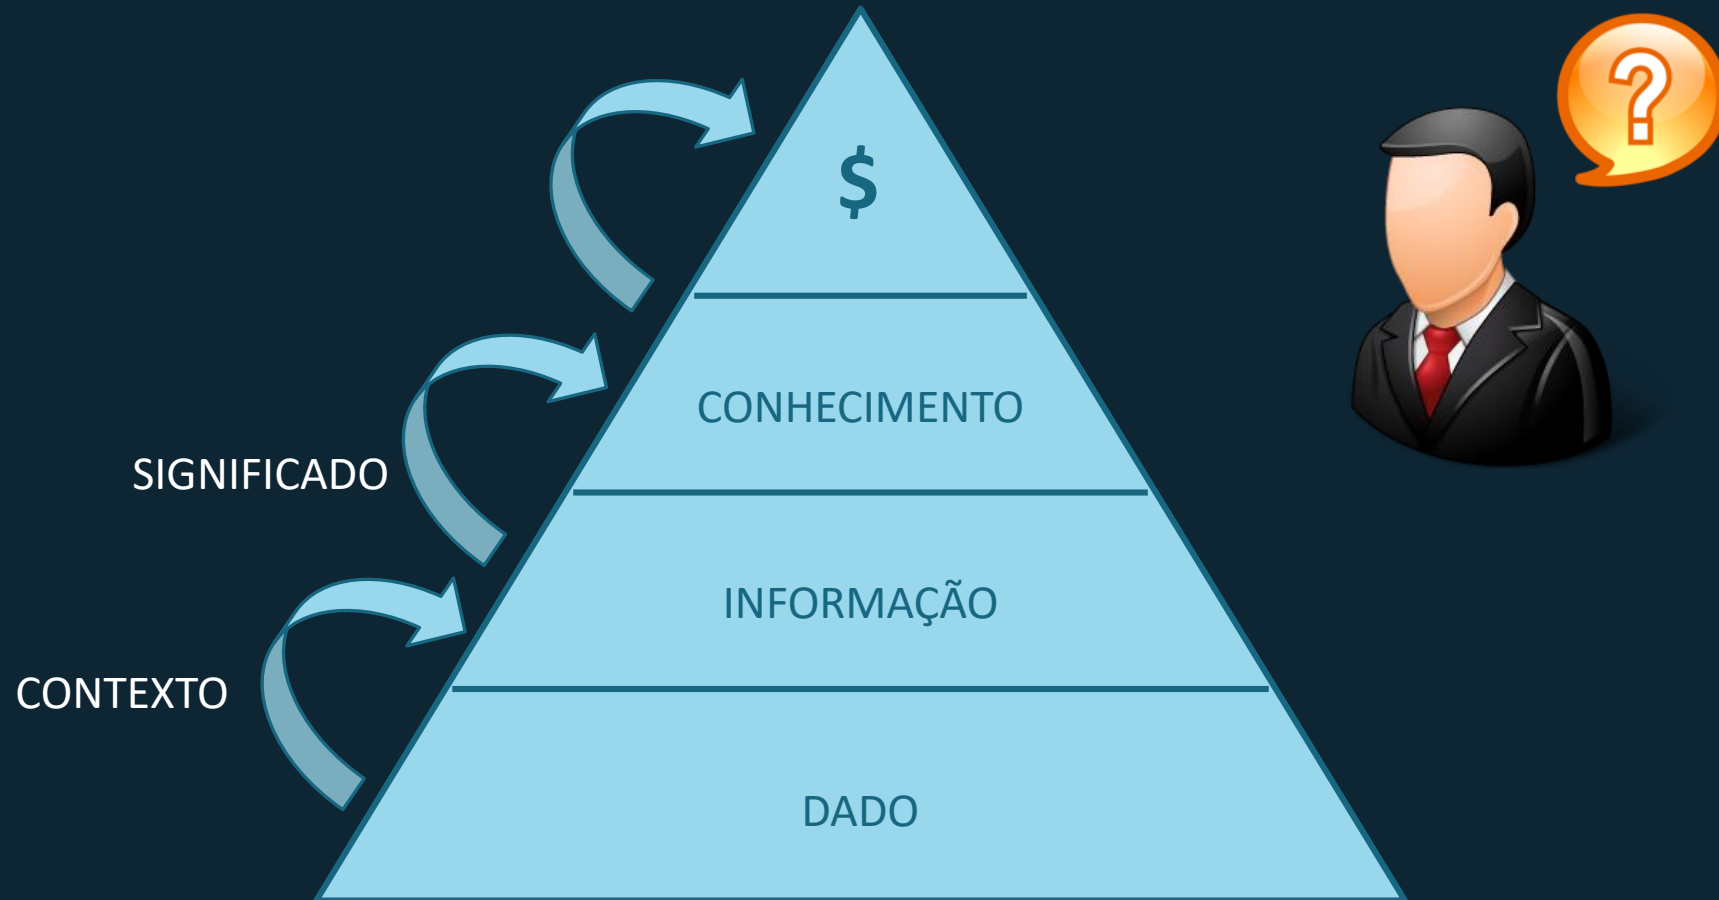 ?
$
CONHECIMENTO
SIGNIFICADO
INFORMAÇÃO
CONTEXTO
DADO